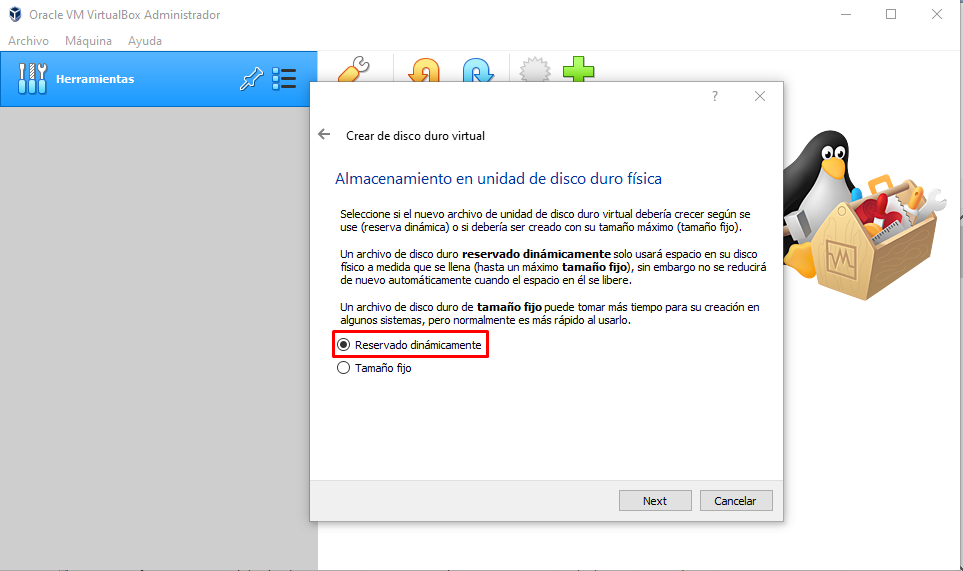 Oracle VM VirtualBox Administrador
Archivo Máquina Ayuda
Herramientas
?
Crear de disco duro virtual
Almacenamiento en unidad de disco duro física
Seleccione si el nuevo archivo de unidad de disco duro virtual debería crecer según se
use (reserva dinámica) o si debería ser creado con su tamaño máximo (tamaño fijo).
Un archivo de disco duro reservado dinámicamente solo usará espacio en su disco
físico a medida que se llena (hasta un máximo tamaño fijo), sin embargo no se reducirá
de nuevo automáticamente cuando el espacio en él se libere.
Un archivo de disco duro de tamaño fijo puede tomar más tiempo para su creación en
algunos sistemas, pero normalmente es más rápido al usarlo.
Reservado dinámicamente
Tamaño fijo
Next Cancelar